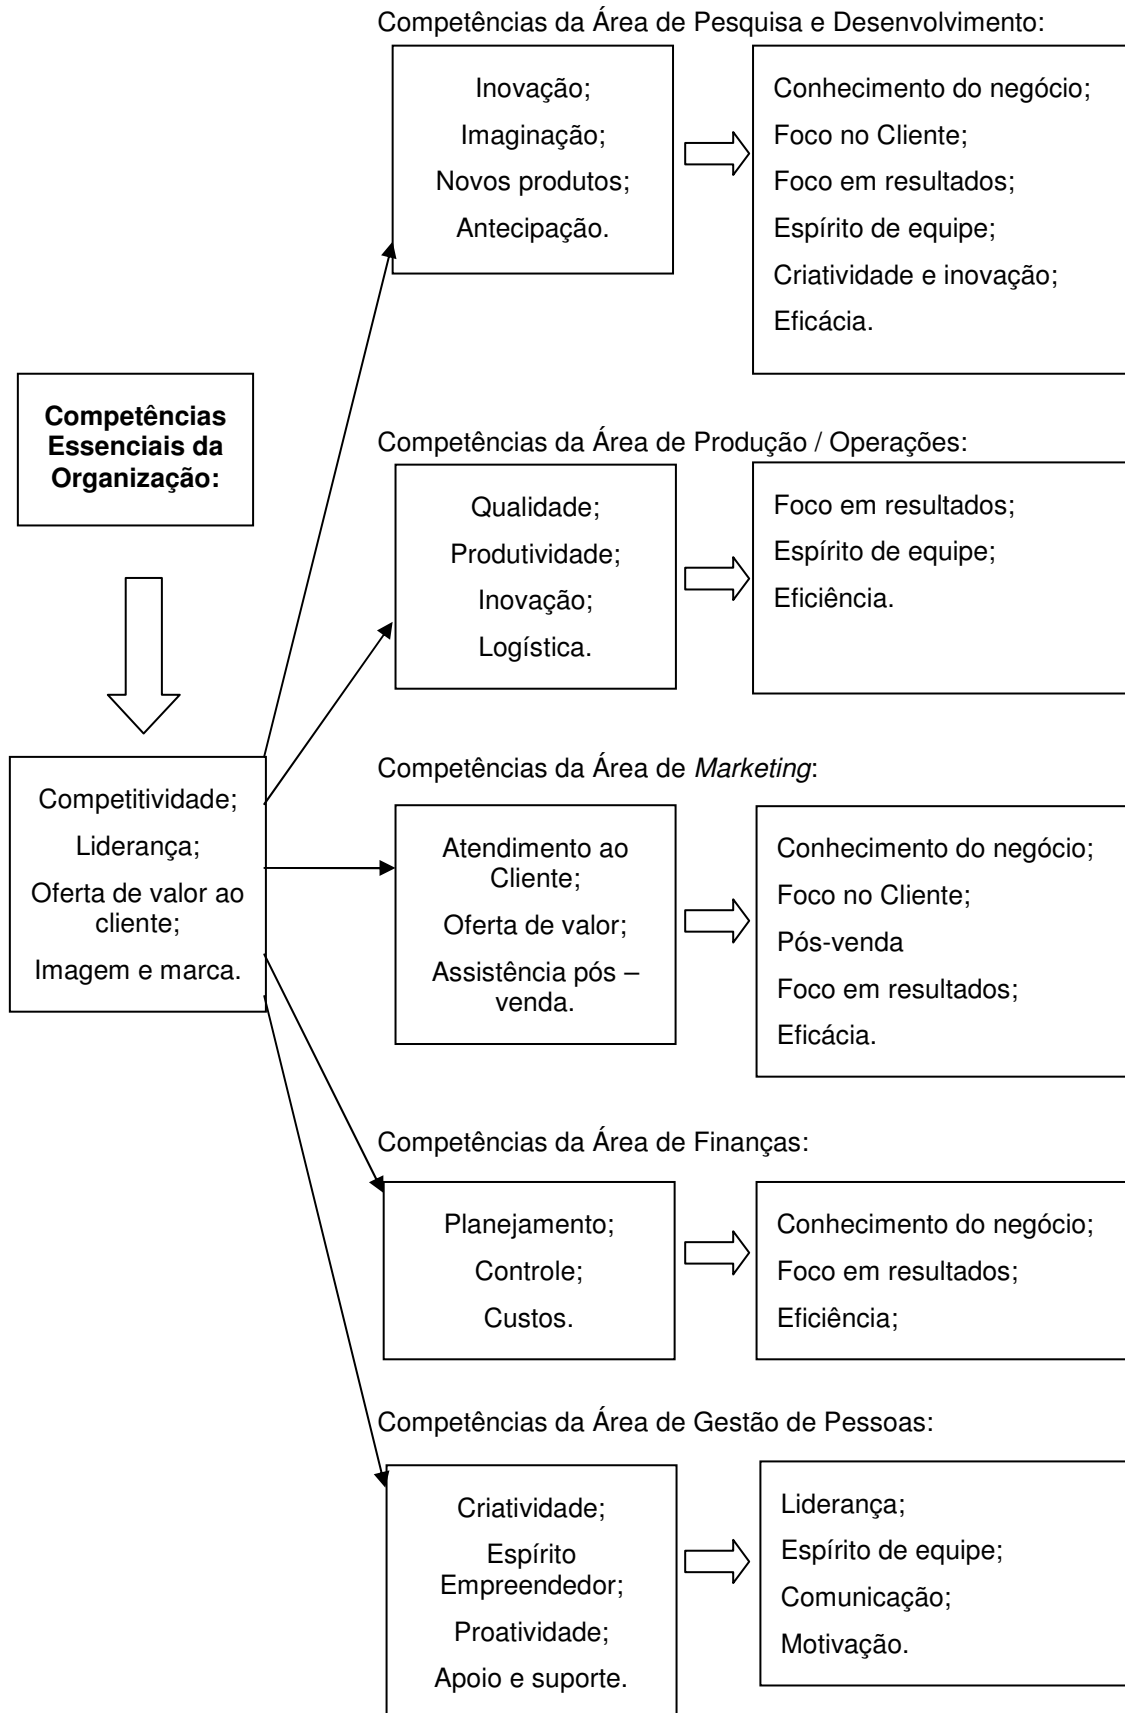 Competências da Área de Pesquisa e Desenvolvimento:
Inovação;
Imaginação;
Novos produtos;
Antecipação.
Conhecimento do negócio;
Foco no Cliente;
Foco em resultados;
Espírito de equipe;
Criatividade e inovação;
Eficácia.
Competências
Essenciais da
Organização:
Competitividade;
Liderança;
Oferta de valor ao
cliente;
Imagem e marca.
Competências da Área de Produção / Operações:
Qualidade;
Produtividade;
Inovação;
Logística.
Foco em resultados;
Espírito de equipe;
Eficiência.
Competências da Área de Marketing:
Atendimento ao
Cliente;
Oferta de valor;
Assistência pós –
venda.
Conhecimento do negócio;
Foco no Cliente;
Pós-venda
Foco em resultados;
Eficácia.
Competências da Área de Finanças:
Planejamento;
Controle;
Custos.
Conhecimento do negócio;
Foco em resultados;
Eficiência;
Competências da Área de Gestão de Pessoas:
Criatividade;
Espírito
Empreendedor;
Proatividade;
Apoio e suporte.
Liderança;
Espírito de equipe;
Comunicação;
Motivação.